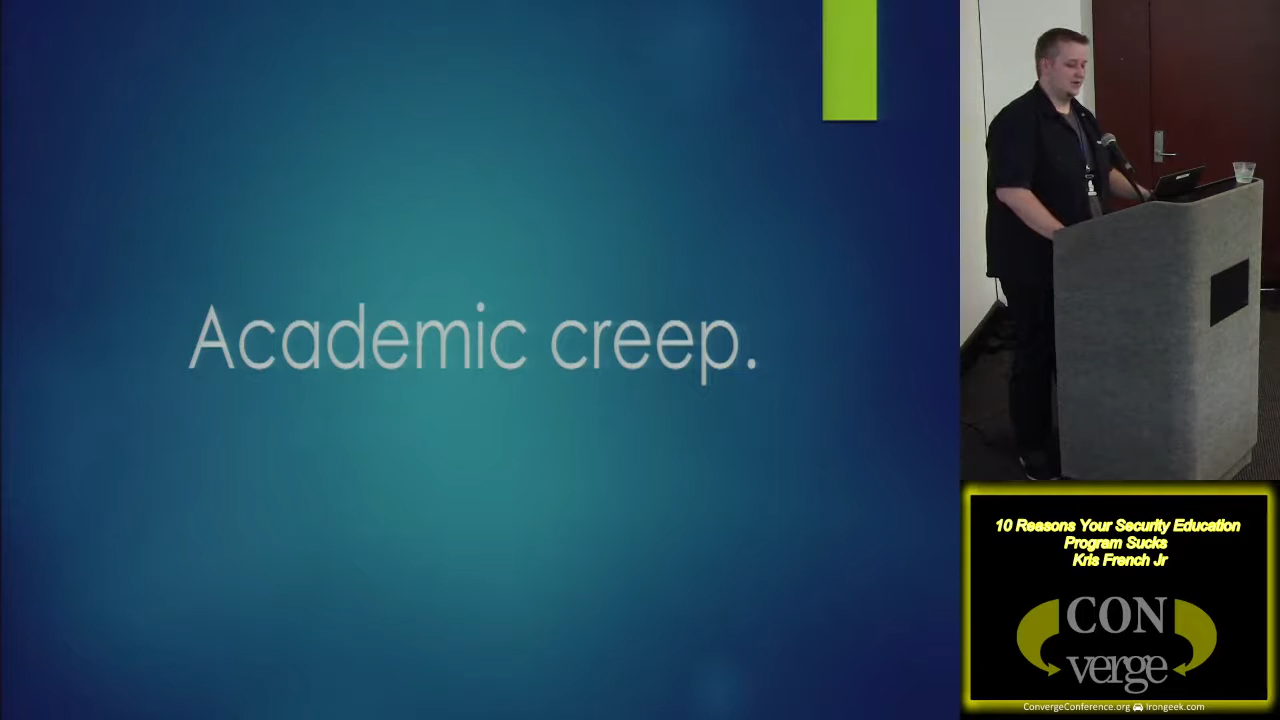 Academic creep.
10 Reasons Your Security Education
Program Sucks
Kris French Jr
CON
verge
ConvergeConference.org Irongeek.com